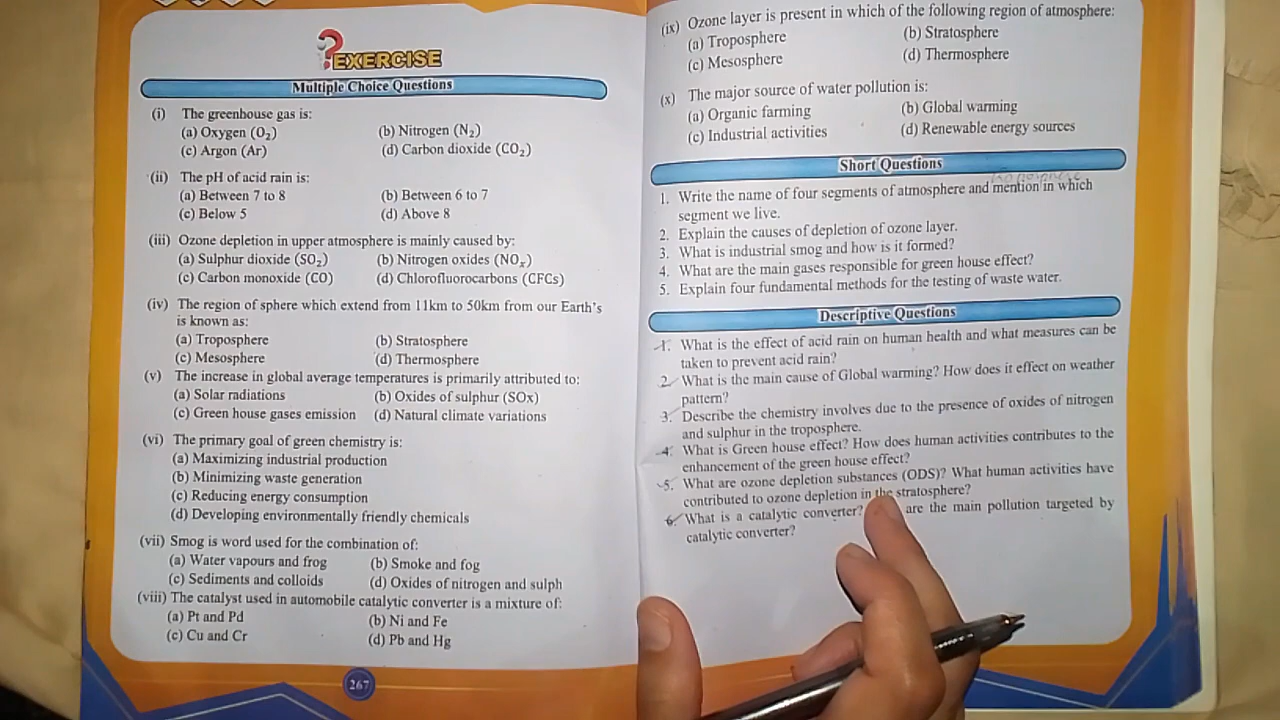 EXERCISE
Multiple Choice Questions
(i) The greenhouse gas is:
(a) Oxygen (O₂) (b) Nitrogen (N₂)
(c) Argon (Ar) (d) Carbon dioxide (CO₂)
(ii) The pH of acid rain is:
(a) Between 7 to 8 (b) Between 6 to 7
(c) Below 5 (d) Above 8
(iii) Ozone depletion in upper atmosphere is mainly caused by:
(a) Sulphur dioxide (SO₂) (b) Nitrogen oxides (NOₓ)
(c) Carbon monoxide (CO) (d) Chlorofluorocarbons (CFCs)
(iv) The region of sphere which extend from 11km to 50km from our Earth's
is known as:
(a) Troposphere (b) Stratosphere
(c) Mesosphere (d) Thermosphere
(v) The increase in global average temperatures is primarily attributed to:
(a) Solar radiations (b) Oxides of sulphur (SOx)
(c) Green house gases emission (d) Natural climate variations
(vi) The primary goal of green chemistry is:
(a) Maximizing industrial production
(b) Minimizing waste generation
(c) Reducing energy consumption
(d) Developing environmentally friendly chemicals
(vii) Smog is word used for the combination of:
(a) Water vapours and frog (b) Smoke and fog
(c) Sediments and colloids (d) Oxides of nitrogen and sulph
(viii) The catalyst used in automobile catalytic converter is a mixture of:
(a) Pt and Pd (b) Ni and Fe
(c) Cu and Cr (d) Pb and Hg
267
(ix) Ozone layer is present in which of the following region of atmosphere:
(a) Troposphere (b) Stratosphere
(c) Mesosphere (d) Thermosphere
(x) The major source of water pollution is:
(a) Organic farming (b) Global warming
(c) Industrial activities (d) Renewable energy sources
Short Questions
1. Write the name of four segments of atmosphere and mention in which
segment we live.
2. Explain the causes of depletion of ozone layer.
3. What is industrial smog and how is it formed?
4. What are the main gases responsible for green house effect?
5. Explain four fundamental methods for the testing of waste water.
Descriptive Questions
1. What is the effect of acid rain on human health and what measures can be
taken to prevent acid rain?
2. What is the main cause of Global warming? How does it effect on weather
pattern?
3. Describe the chemistry involves due to the presence of oxides of nitrogen
and sulphur in the troposphere.
4. What is Green house effect? How does human activities contributes to the
enhancement of the green house effect?
5. What are ozone depletion substances (ODS)? What human activities have
contributed to ozone depletion in the stratosphere?
6. What is a catalytic converter? are the main pollution targeted by
catalytic converter?